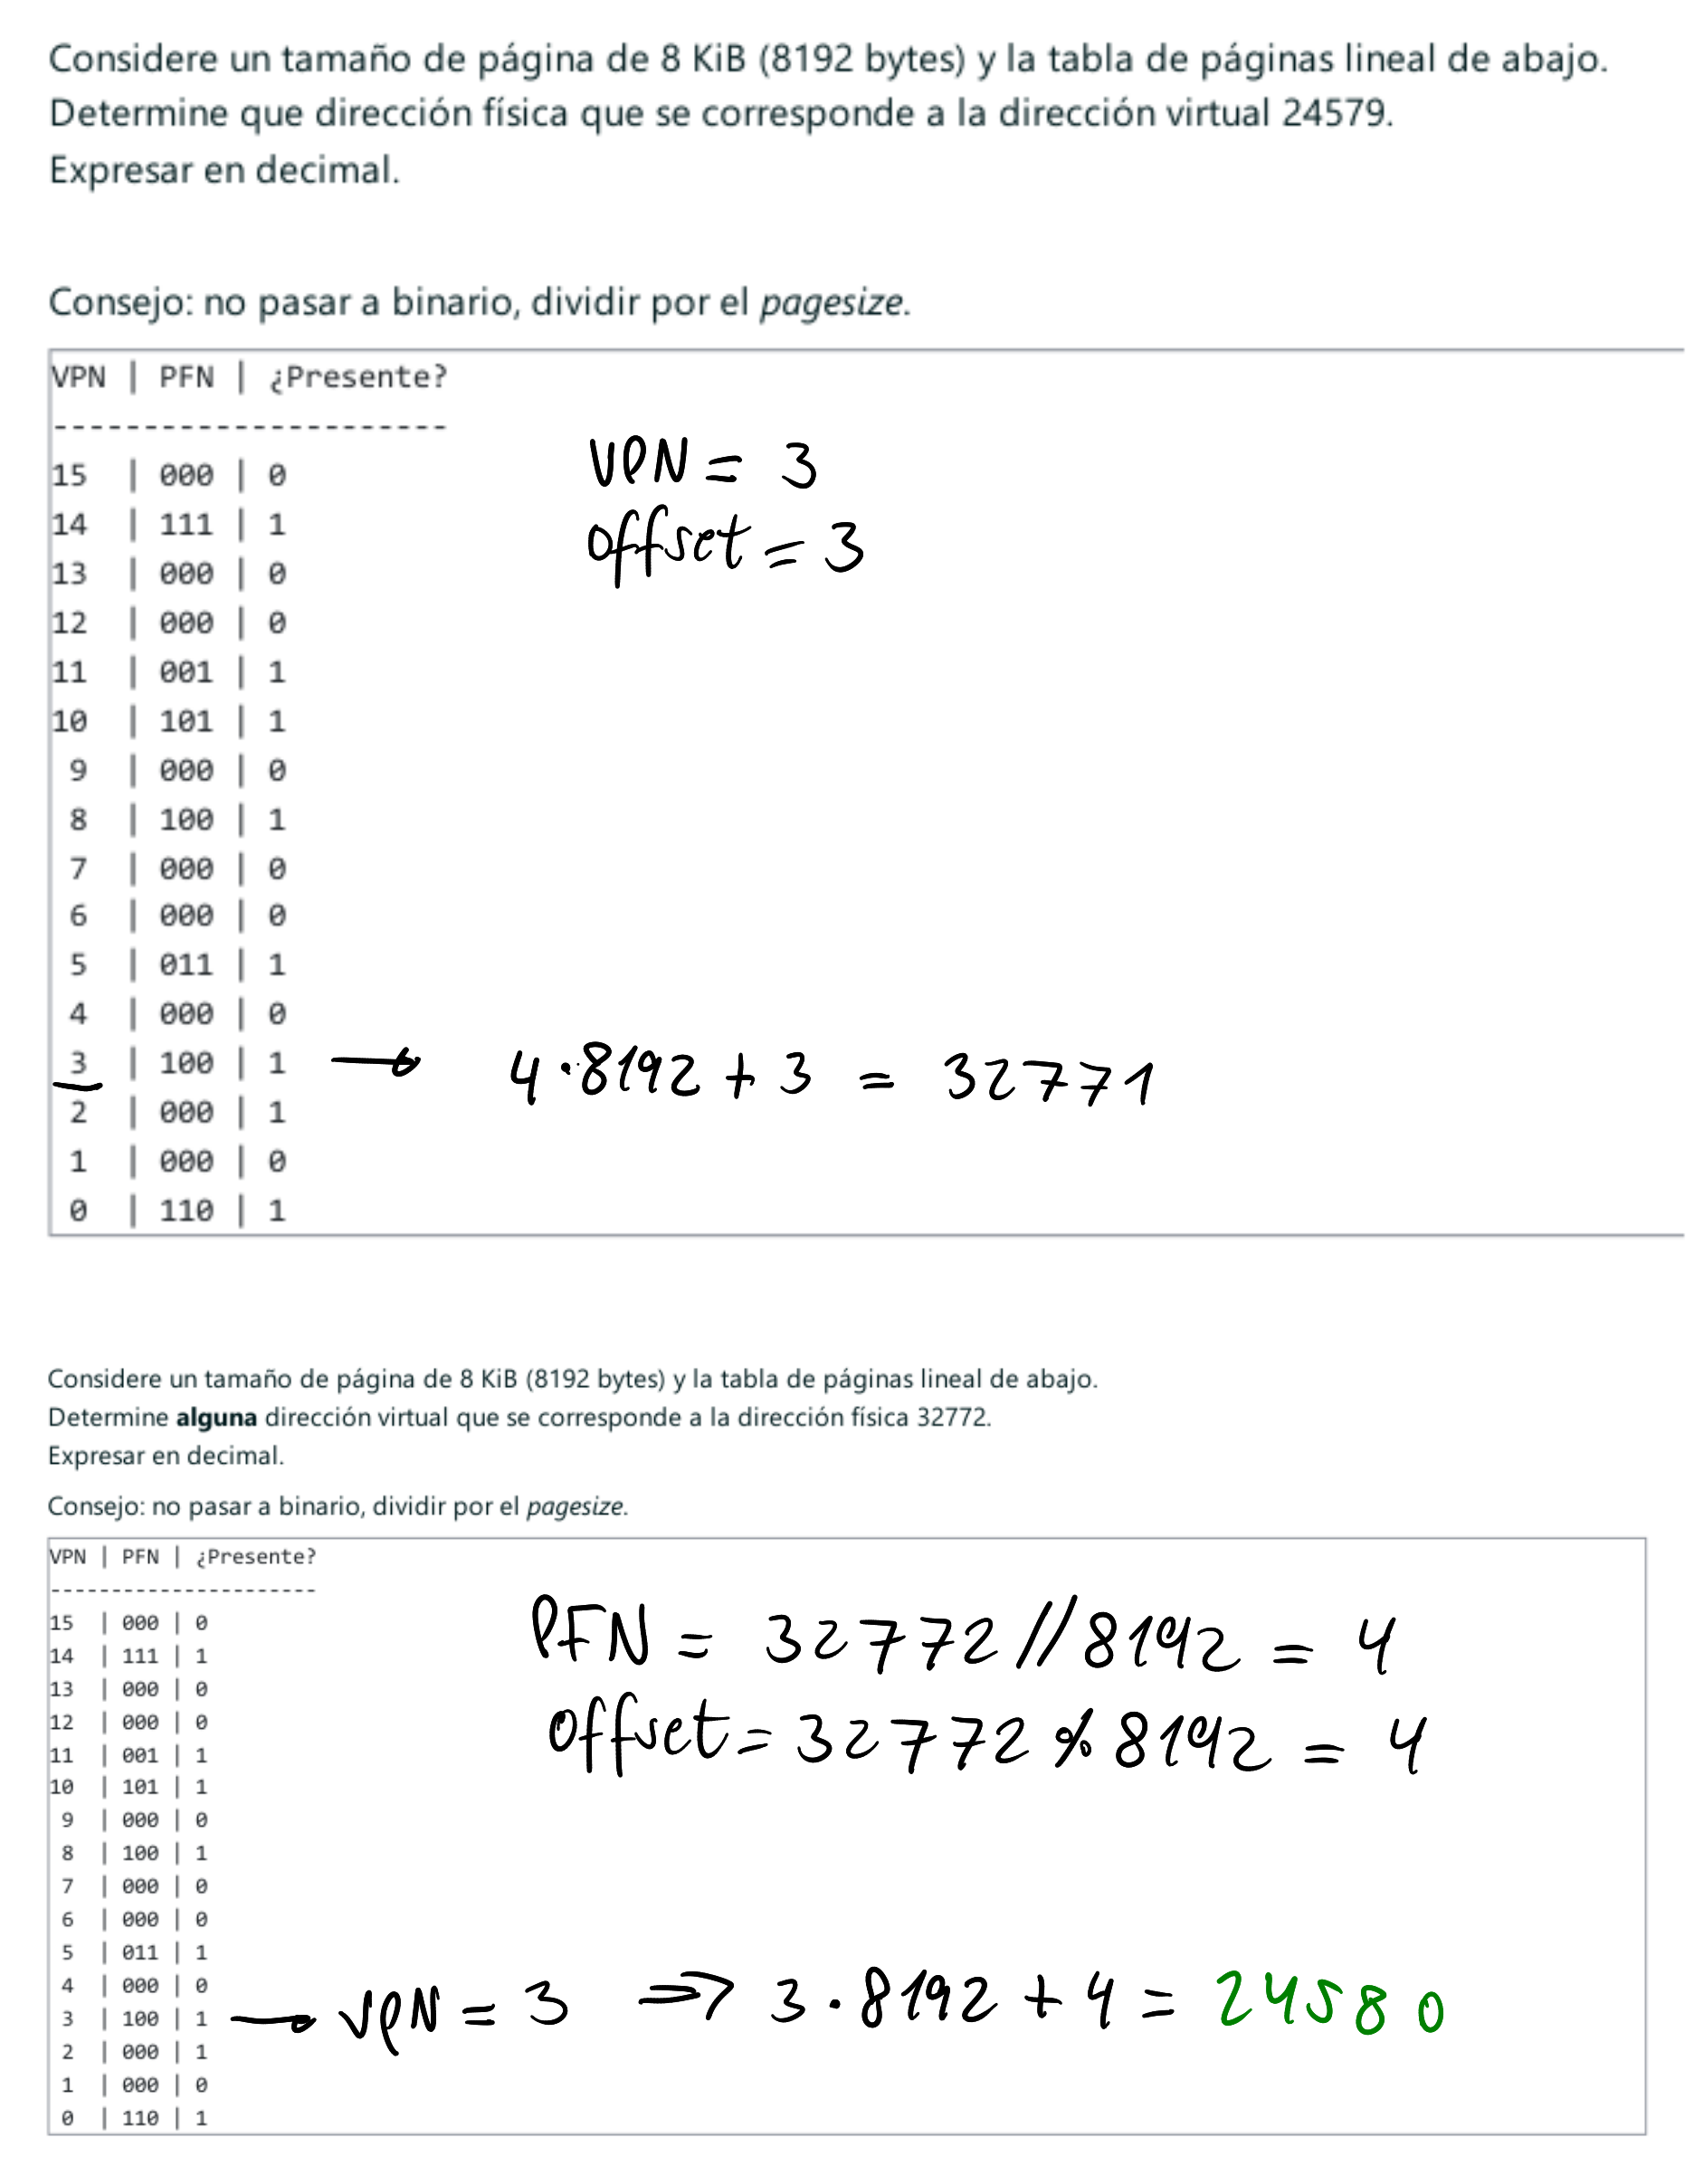 Considere un tamaño de página de 8 KiB (8192 bytes) y la tabla de páginas lineal de abajo.
Determine que dirección física que se corresponde a la dirección virtual 24579.
Expresar en decimal.
Consejo: no pasar a binario, dividir por el pagesize.
VPN | PFN | ¿Presente?
----------------------
15 | 000 | 0
VPN = 3
14 | 111 | 1
offset = 3
13 | 000 | 0
12 | 000 | 0
11 | 001 | 1
10 | 101 | 1
9 | 000 | 0
8 | 100 | 1
7 | 000 | 0
6 | 000 | 0
5 | 011 | 1
4 | 000 | 0
3 | 100 | 1 → 4·8192 + 3 = 32771
2 | 000 | 1
1 | 000 | 0
0 | 110 | 1
Considere un tamaño de página de 8 KiB (8192 bytes) y la tabla de páginas lineal de abajo.
Determine alguna dirección virtual que se corresponde a la dirección física 32772.
Expresar en decimal.
Consejo: no pasar a binario, dividir por el pagesize.
VPN | PFN | ¿Presente?
----------------------
15 | 000 | 0
PFN = 32772 // 8192 = 4
14 | 111 | 1
13 | 000 | 0
12 | 000 | 0
offset = 32772 % 8192 = 4
11 | 001 | 1
10 | 101 | 1
9 | 000 | 0
8 | 100 | 1
7 | 000 | 0
6 | 000 | 0
5 | 011 | 1
4 | 000 | 0
3 | 100 | 1 → VPN = 3 ⇒ 3·8192 + 4 = 24580
2 | 000 | 1
1 | 000 | 0
0 | 110 | 1